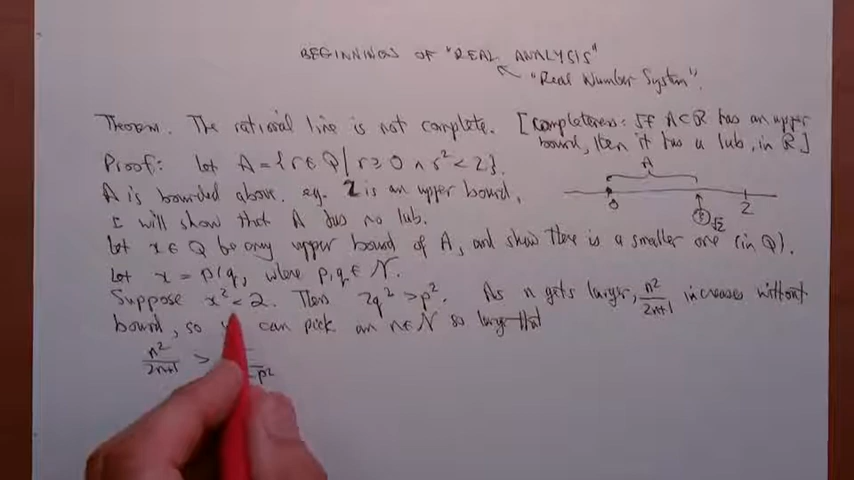 BEGINNING OF "REAL ANALYSIS"
"Real Number System".
Theorem. The rational line is not complete. [Completeness: If A⊂R has an upper
bound, then it has a lub, in R]
Proof: Let A = {r ∈ Q | r ≥ 0 ∧ r² < 2}.
A
0
2
√2
A is bounded above. eg. 2 is an upper bound.
I will show that A has no lub.
Let x ∈ Q be any upper bound of A, and show there is a smaller one (in Q).
Let x = p/q, where p, q ∈ N.
Suppose x² < 2. Then 2q² > p². As n gets larger, n²/2n+1 increases without
bound, so can pick an n ∈ N so large that
n²/2n+1 > p²